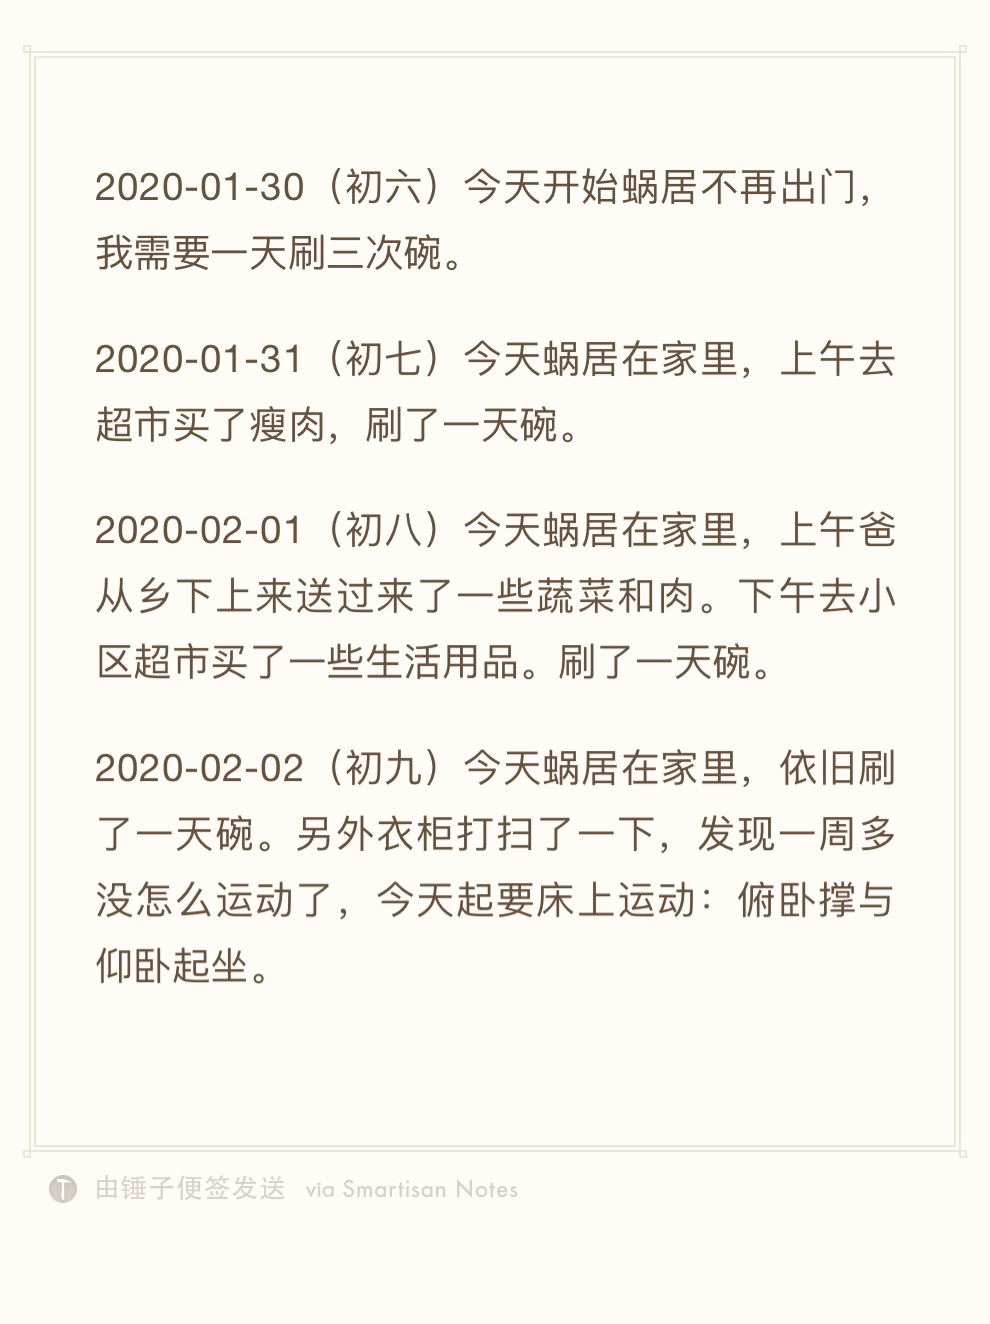 2020-01-30（初六）今天开始蜗居不再出门，
我需要一天刷三次碗。
2020-01-31（初七）今天蜗居在家里，上午去
超市买了瘦肉，刷了一天碗。
2020-02-01（初八）今天蜗居在家里，上午爸
从乡下上来送过来了一些蔬菜和肉。下午去小
区超市买了一些生活用品。刷了一天碗。
2020-02-02（初九）今天蜗居在家里，依旧刷
了一天碗。另外衣柜打扫了一下，发现一周多
没怎么运动了，今天起要床上运动：俯卧撑与
仰卧起坐。
由锤子便签发送 via Smartisan Notes